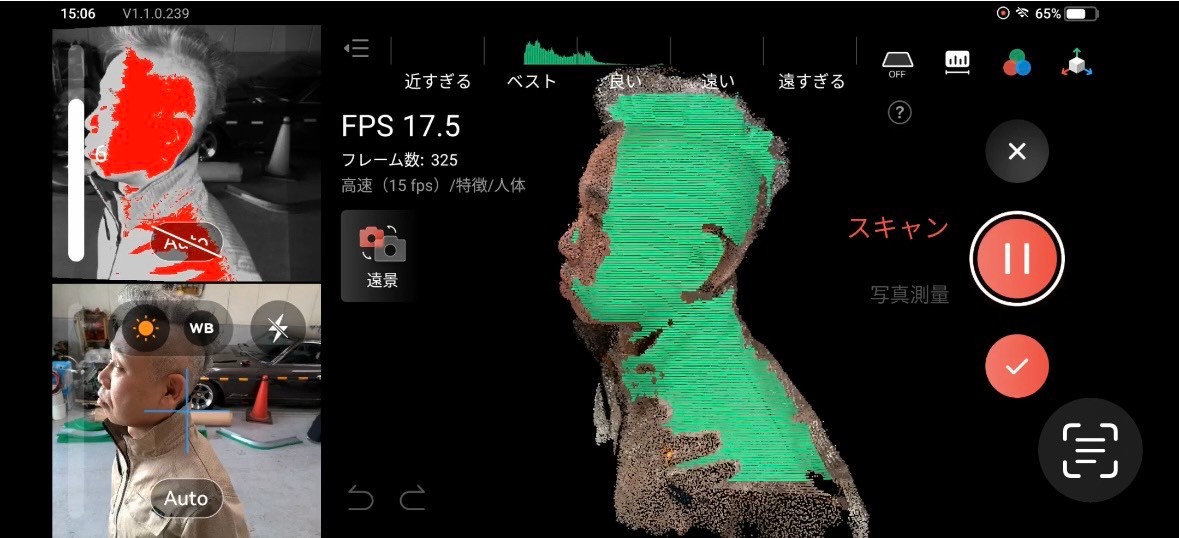 15:06 V1.1.0.239 65%
近すぎる ベスト 良い 遠い 遠すぎる
OFF
?
FPS 17.5
フレーム数: 325
高速（15 fps）/特徴/人体
6
Auto
遠景
スキャン
写真測量
WB
Auto